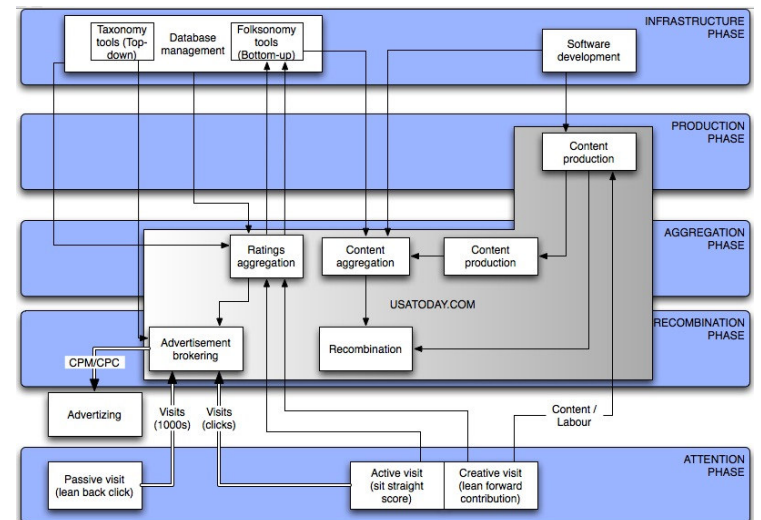 INFRASTRUCTURE
PHASE
Taxonomy
tools (Top-
down)
Database
management
Folksonomy
tools
(Bottom-up)
Software
development
PRODUCTION
PHASE
Content
production
AGGREGATION
PHASE
Ratings
aggregation
Content
aggregation
Content
production
USATODAY.COM
RECOMBINATION
PHASE
Advertisement
brokering
Recombination
CPM/CPC
Advertizing
Visits
(1000s)
Visits
(clicks)
Content /
Labour
ATTENTION
PHASE
Passive visit
(lean back click)
Active visit
(sit straight
score)
Creative visit
(lean forward
contribution)